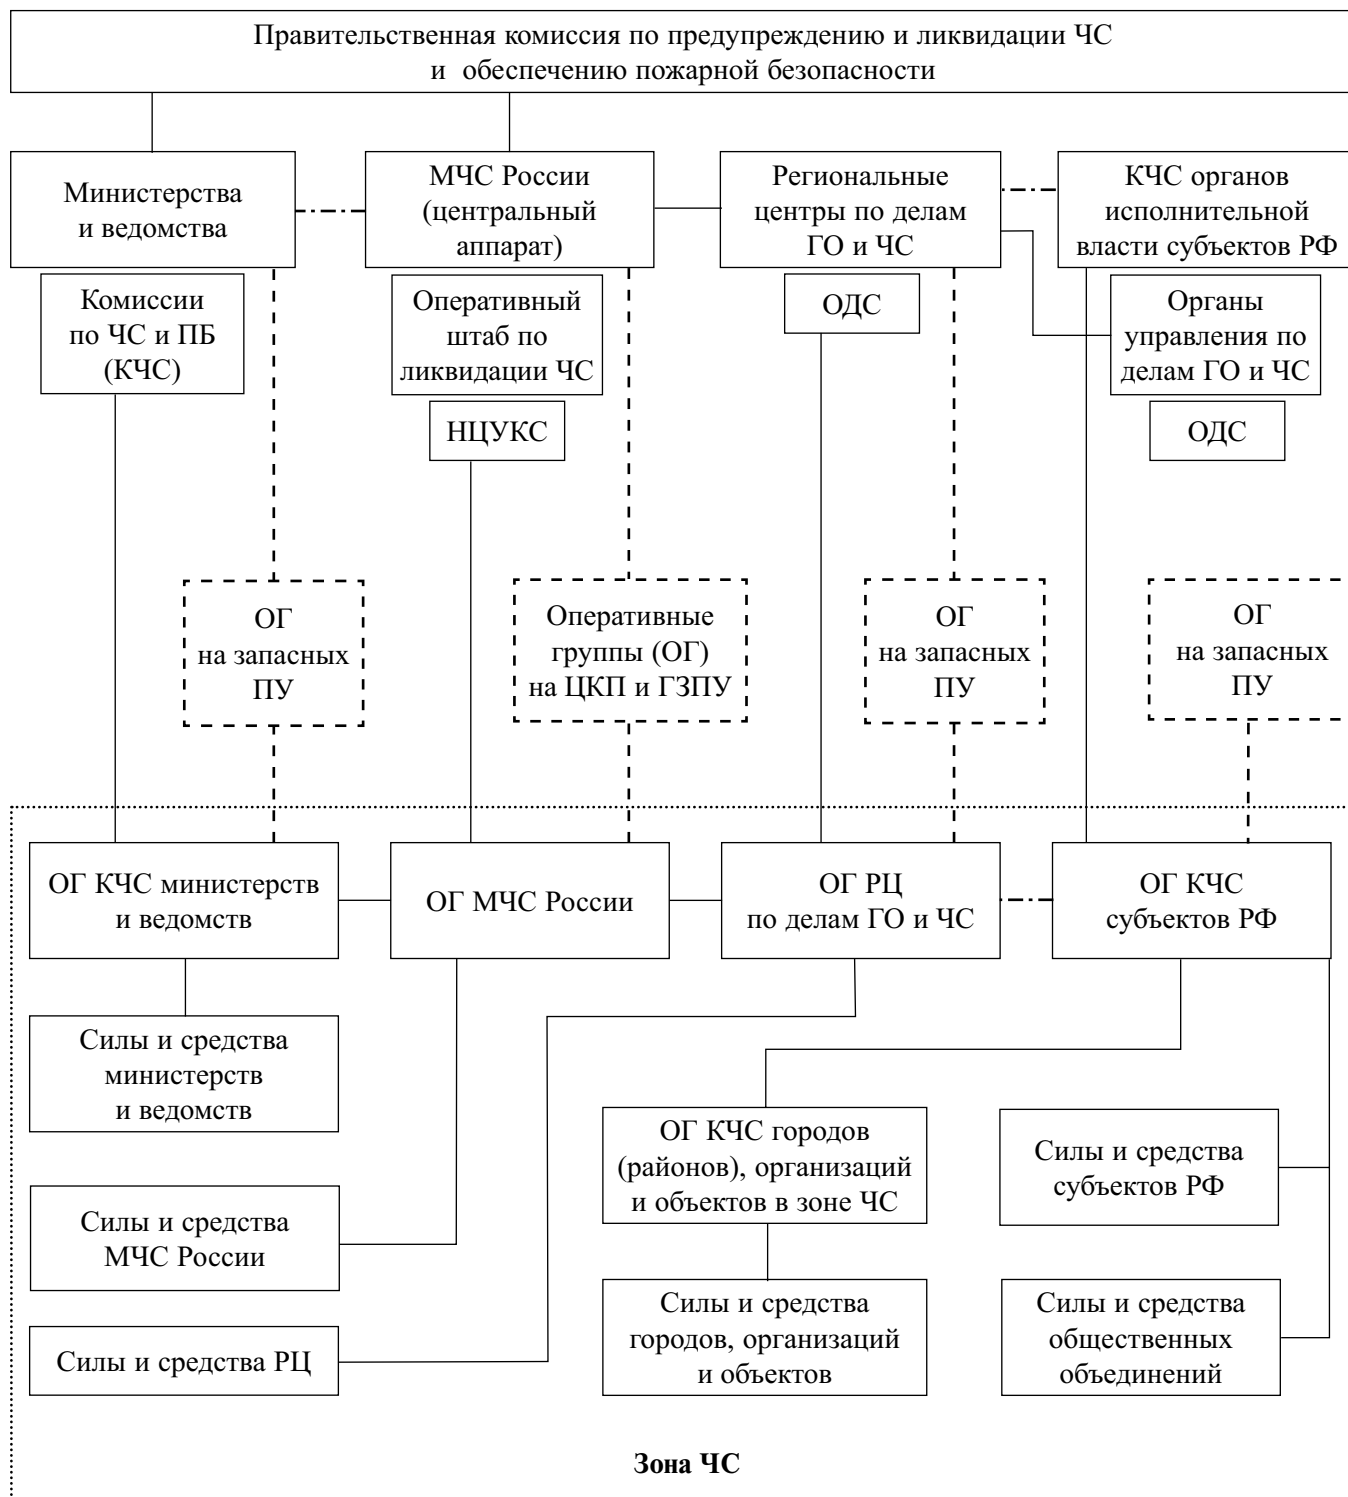 Правительственная комиссия по предупреждению и ликвидации ЧС
и обеспечению пожарной безопасности
Министерства
и ведомства
МЧС России
(центральный
аппарат)
Региональные
центры по делам
ГО и ЧС
КЧС органов
исполнительной
власти субъектов РФ
Комиссии
по ЧС и ПБ
(КЧС)
Оперативный
штаб по
ликвидации ЧС
НЦУКС
ОДС
Органы
управления по
делам ГО и ЧС
ОДС
ОГ
на запасных
ПУ
Оперативные
группы (ОГ)
на ЦКП и ГЗПУ
ОГ
на запасных
ПУ
ОГ
на запасных
ПУ
ОГ КЧС министерств
и ведомств
ОГ МЧС России
ОГ РЦ
по делам ГО и ЧС
ОГ КЧС
субъектов РФ
Силы и средства
министерств
и ведомств
Силы и средства
МЧС России
Силы и средства РЦ
ОГ КЧС городов
(районов), организаций
и объектов в зоне ЧС
Силы и средства
городов, организаций
и объектов
Силы и средства
субъектов РФ
Силы и средства
общественных
объединений
Зона ЧС